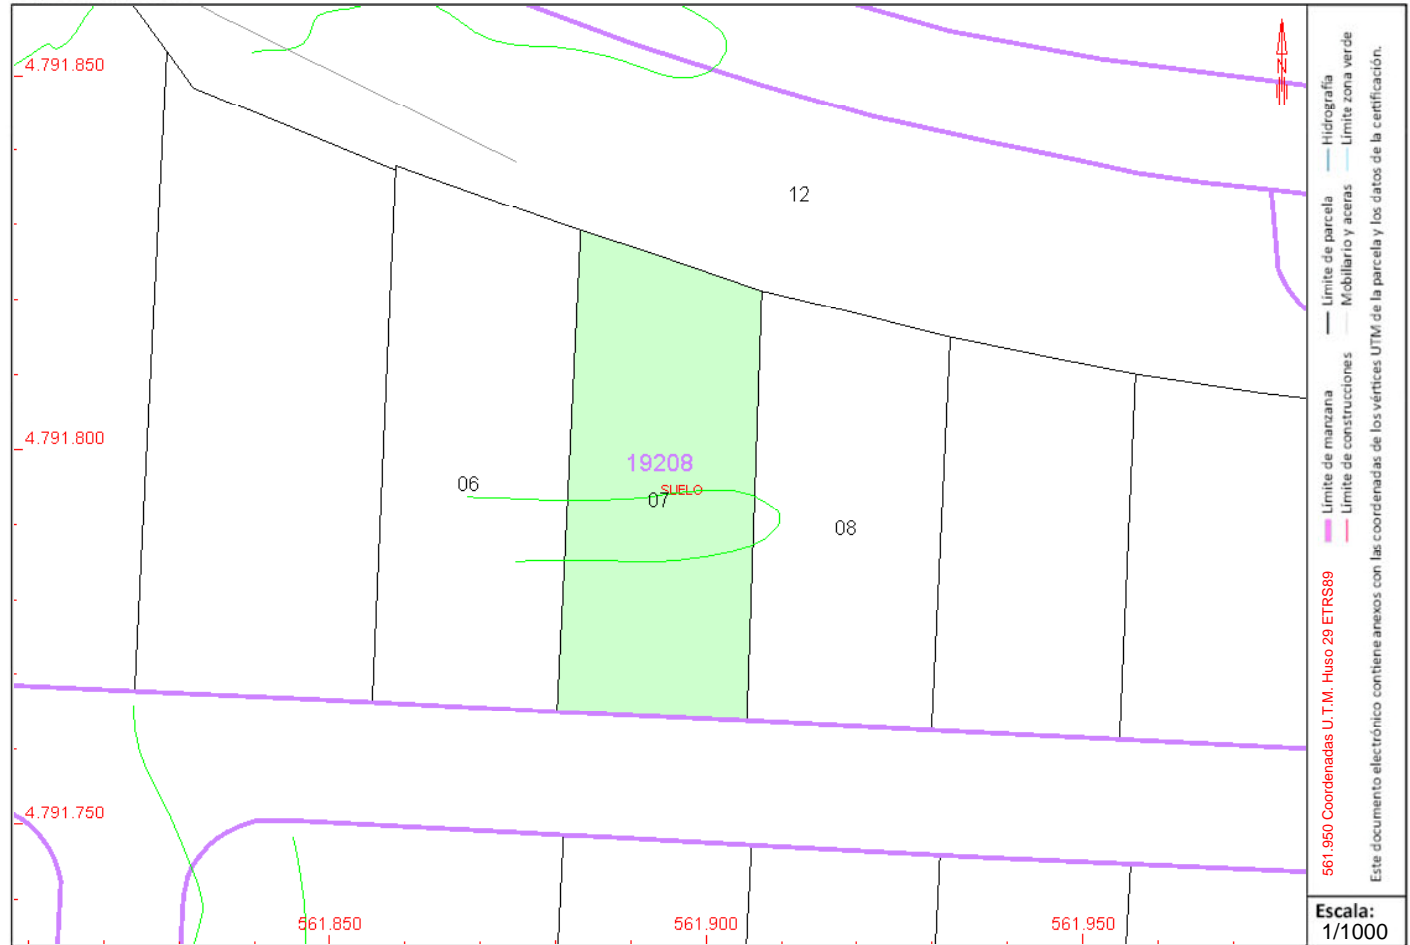 4.791.850
12
4.791.800
19208
06
SUELO
07
08
4.791.750
561.850
561.900
561.950
N
561.950 Coordenadas U.T.M. Huso 29 ETRS89
Límite de manzana
Límite de parcela
Hidrografía
Límite de construcciones
Mobiliario y aceras
Límite zona verde
Este documento electrónico contiene anexos con las coordenadas de los vértices UTM de la parcela y los datos de la certificación.
Escala:
1/1000